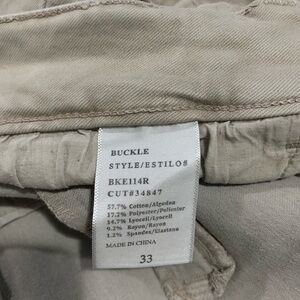 BUCKLE
STYLE/ESTILO8
BKE114R
CUT#34847
57.7% Cotton/Algodon
17.2% Polyester/Poliester
14.7% Lyocell/Lyocell
9.2% Rayon/Rayon
1.2% Spandex/Elastano
MADE IN CHINA
33